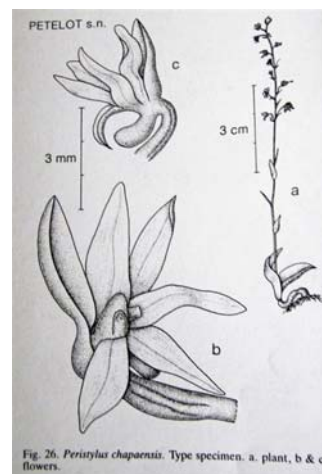 PETELOT s.n.
c
3 cm
3 mm
a
b
Fig. 26. Peristylus chapaensis. Type specimen. a. plant, b & c
flowers.